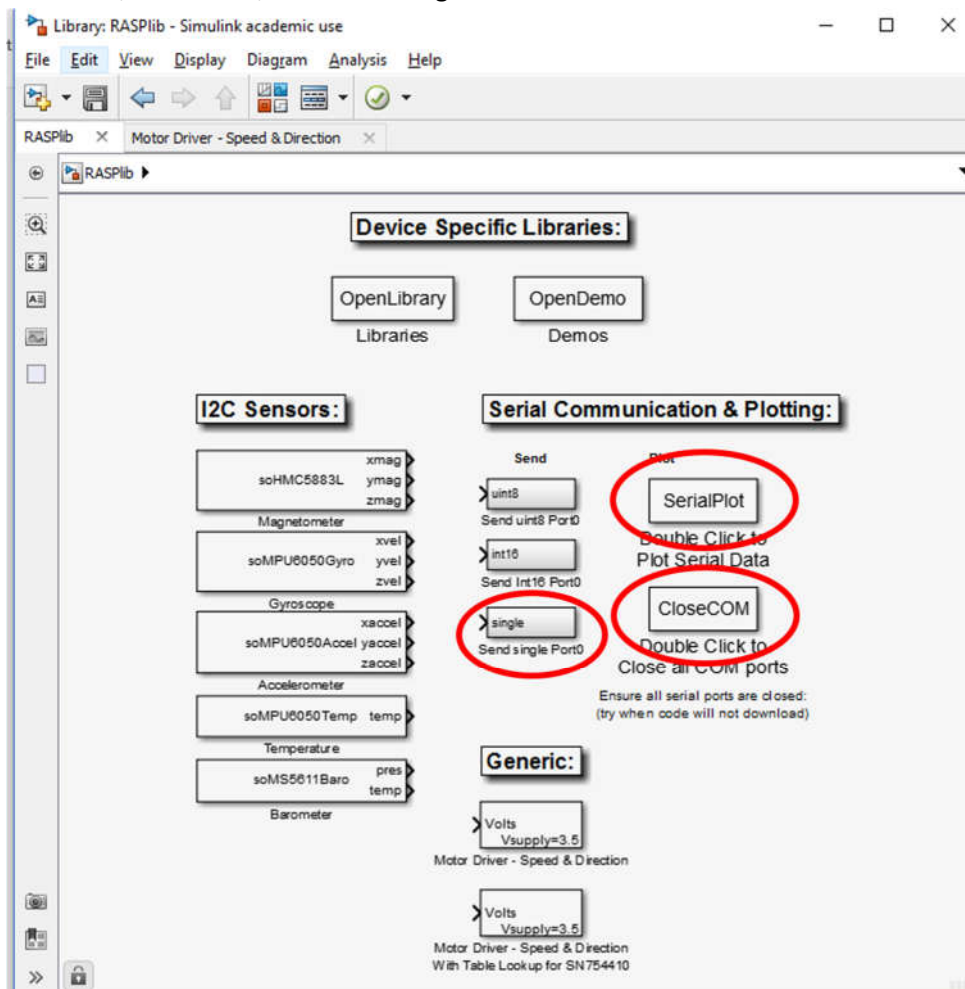 Library: RASPlib - Simulink academic use
File Edit View Display Diagram Analysis Help
RASPlib Motor Driver - Speed & Direction
RASPlib
Device Specific Libraries:
OpenLibrary OpenDemo
Libraries Demos
I2C Sensors: Serial Communication & Plotting:
Send Plot
soHMC5883L xmag ymag zmag
Magnetometer
soMPU6050Gyro xvel yvel zvel
Gyroscope
soMPU6050Accel xaccel yaccel zaccel
Accelerometer
soMPU6050Temp temp
Temperature
soMS5611Baro pres temp
Barometer
uint8
Send uint8 Port0
int16
Send Int16 Port0
single
Send single Port0
SerialPlot
Double Click to
Plot Serial Data
CloseCOM
Double Click to
Close all COM ports
Ensure all serial ports are closed:
(try when code will not download)
Generic:
Volts
Vsupply=3.5
Motor Driver - Speed & Direction
Volts
Vsupply=3.5
Motor Driver - Speed & Direction
With Table Lookup for SN754410